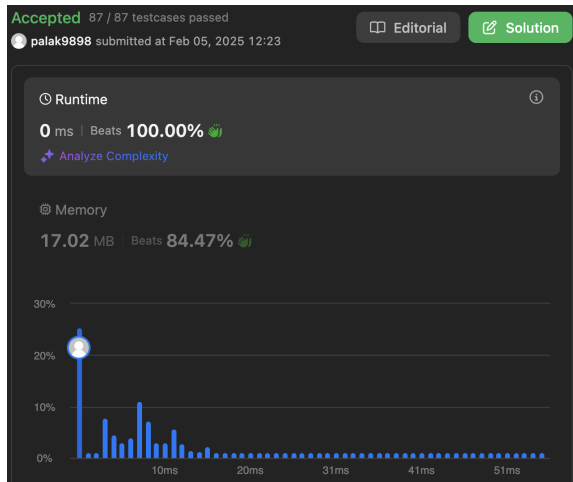 Accepted 87 / 87 testcases passed
palak9898 submitted at Feb 05, 2025 12:23
Editorial
Solution
Runtime
0 ms | Beats 100.00%
Analyze Complexity
Memory
17.02 MB | Beats 84.47%
30%
20%
10%
0%
10ms 20ms 31ms 41ms 51ms